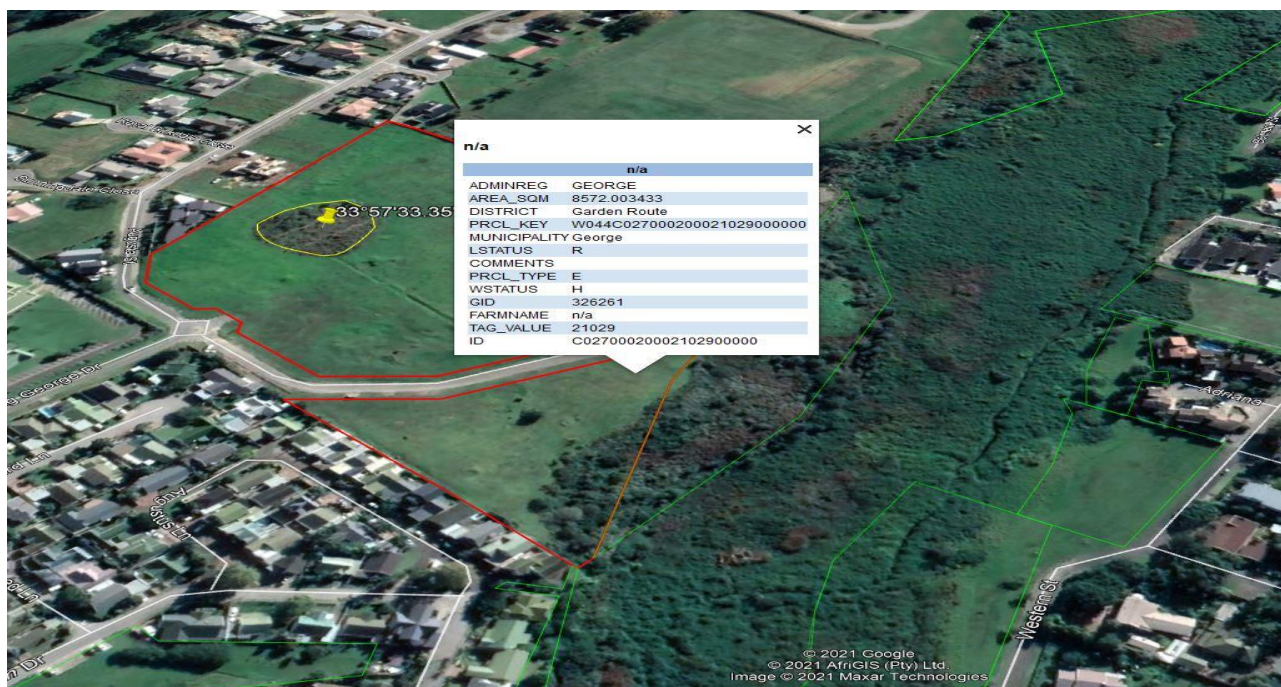 33°57'33.35"
n/a
n/a
ADMINREG GEORGE
AREA_SQM 8572.003433
DISTRICT Garden Route
PRCL_KEY W044C027000200021029000000
MUNICIPALITY George
LSTATUS R
COMMENTS
PRCL_TYPE E
WSTATUS H
GID 326261
FARMNAME n/a
TAG_VALUE 21029
ID C02700020002102900000
George Dr
Adriana
Western St
Dr
© 2021 Google
© 2021 AfriGIS (Pty) Ltd.
Image © 2021 Maxar Technologies